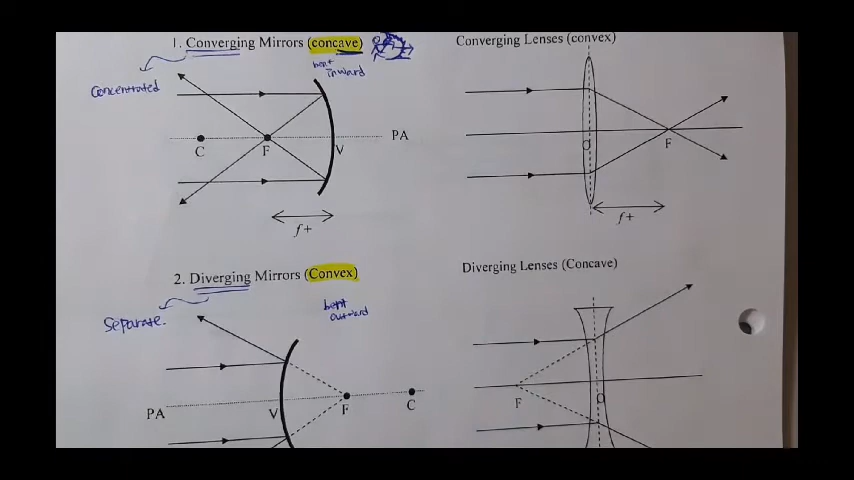 1. Converging Mirrors (concave)
Converging Lenses (convex)
bent
inward
Concentrated
PA
C
F
V
O
F
f+
f+
2. Diverging Mirrors (Convex)
Diverging Lenses (Concave)
bent
outward
Separate.
PA
V
F
C
F
O